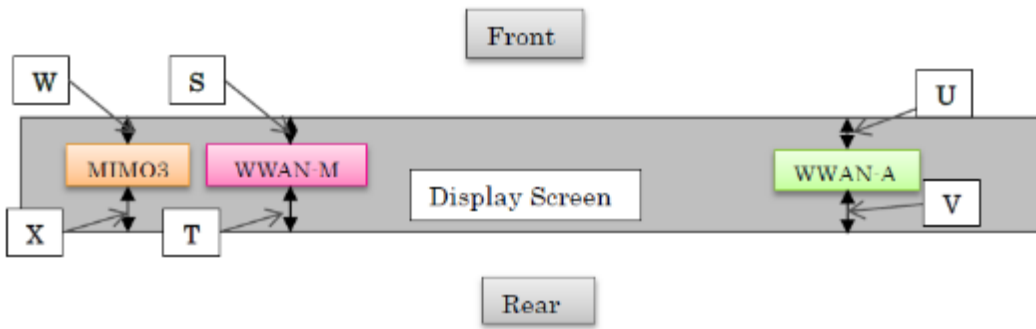 Front
W
S
U
MIMO3
WWAN-M
WWAN-A
Display Screen
X
T
V
Rear